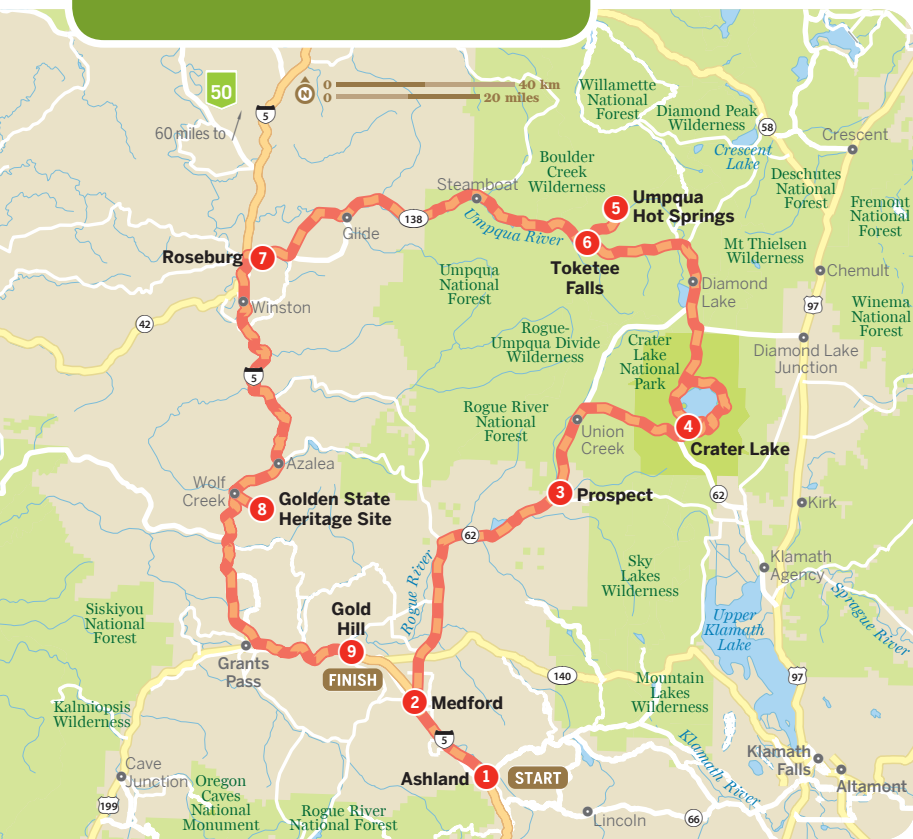 50
60 miles to
5
N
0
40 km
0
20 miles
Willamette
National
Forest
Diamond Peak
Wilderness
58
Crescent
Crescent
Lake
Boulder
Creek
Wilderness
Deschutes
National
Forest
Steamboat
5
Umpqua
Hot Springs
Fremont
National
Forest
138
Glide
Umpqua River
6
Toketee
Falls
Mt Thielsen
Wilderness
Roseburg
7
Umpqua
National
Forest
Chemult
Diamond
Lake
Winston
97
Winema
National
Forest
42
Rogue-
Umpqua Divide
Wilderness
Crater
Lake
National
Park
Diamond Lake
Junction
5
Rogue River
National
Forest
Union
Creek
4
Crater Lake
Azalea
Wolf
Creek
8
Golden State
Heritage Site
3
Prospect
62
Kirk
62
Rogue River
Sky
Lakes
Wilderness
Klamath
Agency
Sprague River
Siskiyou
National
Forest
Gold
Hill
9
FINISH
Upper
Klamath
Lake
Grants
Pass
140
97
Mountain
Lakes
Wilderness
2
Medford
Kalmiopsis
Wilderness
5
Klamath River
Klamath
Falls
Cave
Junction
Ashland
1
START
Altamont
Oregon
Caves
National
Monument
199
Rogue River
National Forest
Lincoln
66